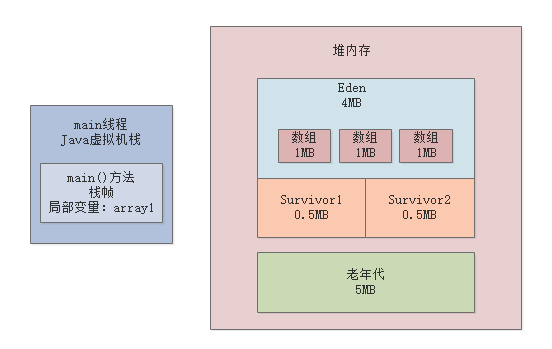 堆内存
Eden
4MB
数组 数组 数组
1MB 1MB 1MB
main线程
Java虚拟机栈
main()方法
栈帧
局部变量：array1
Survivor1 Survivor2
0.5MB 0.5MB
老年代
5MB